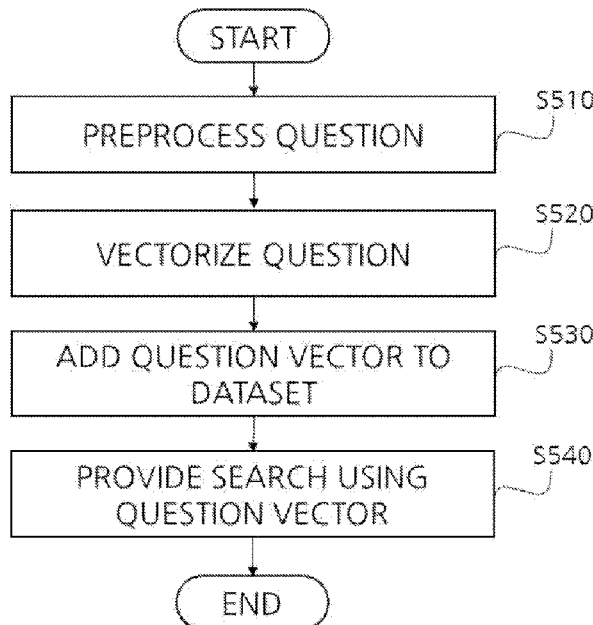 START
S510
PREPROCESS QUESTION
S520
VECTORIZE QUESTION
S530
ADD QUESTION VECTOR TO
DATASET
S540
PROVIDE SEARCH USING
QUESTION VECTOR
END